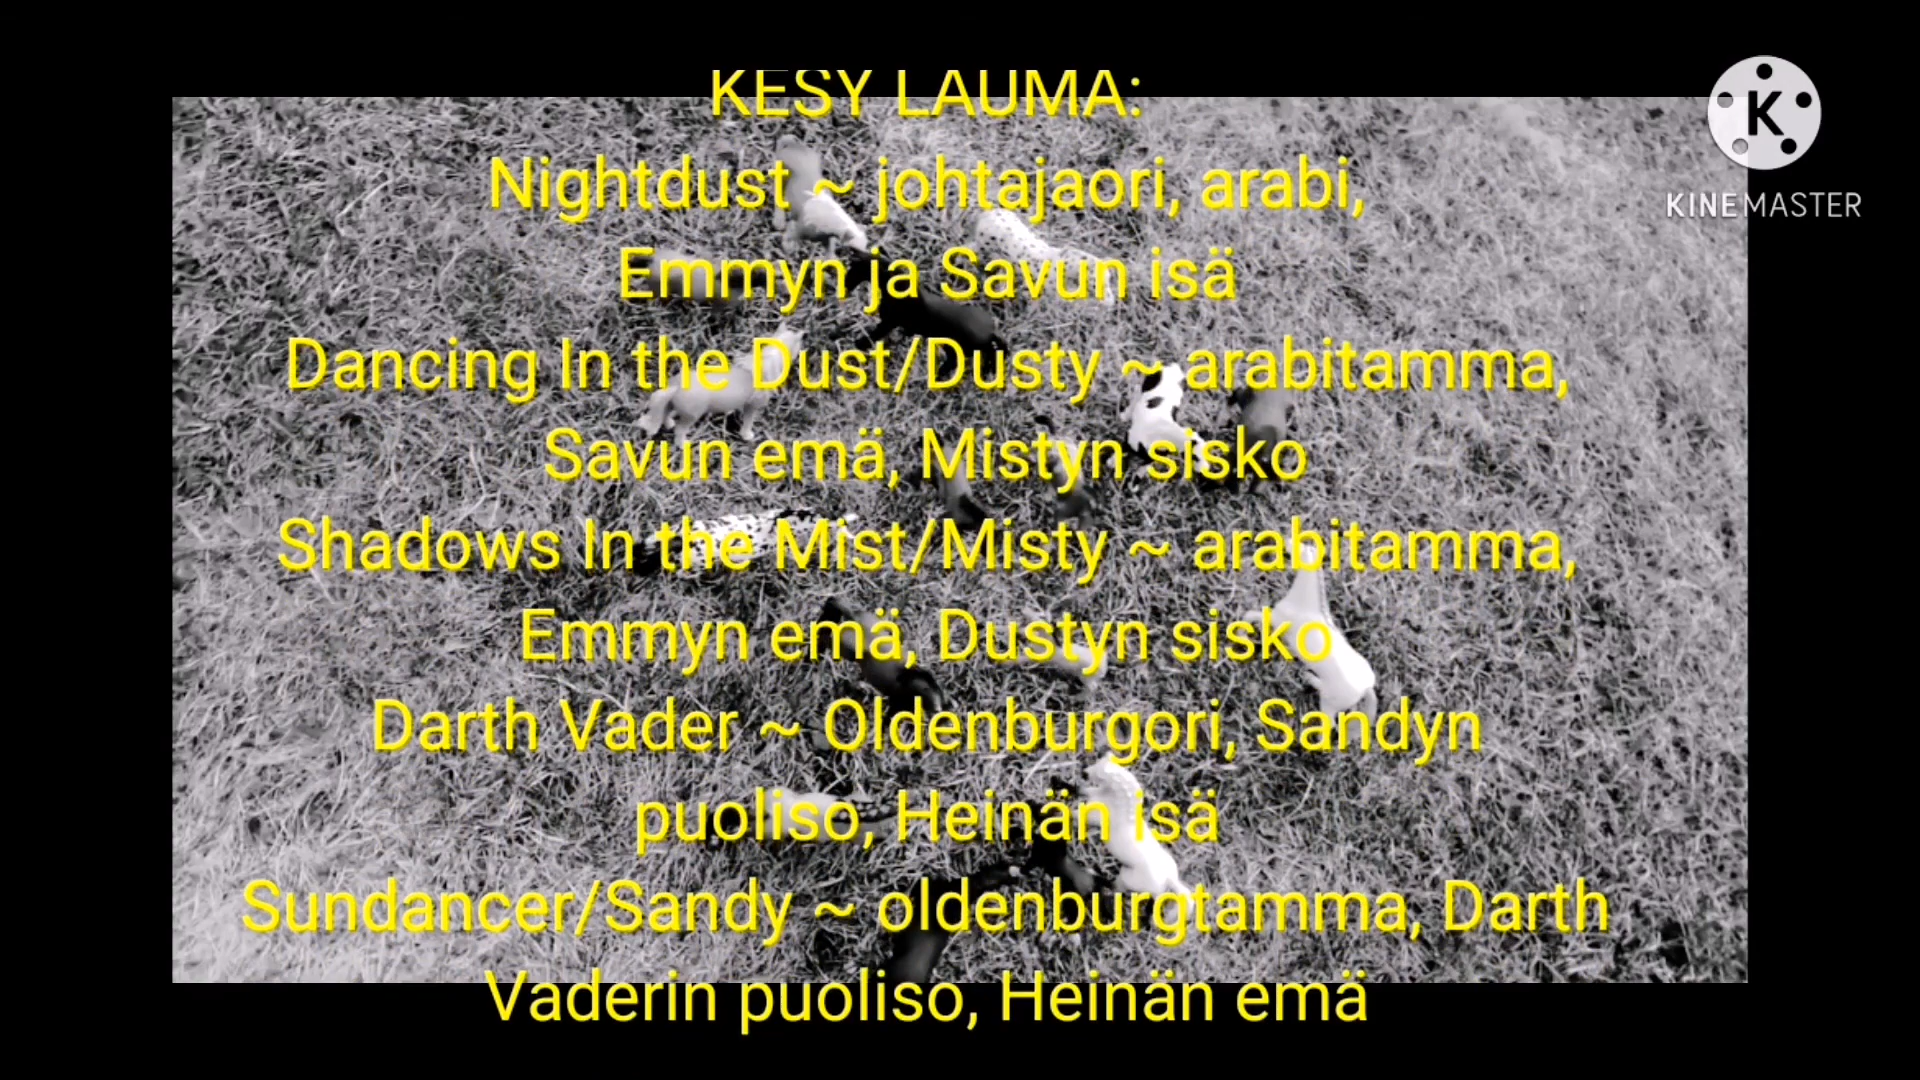 KESY LAUMA:
Nightdust ~ johtajaori, arabi,
Emmyn ja Savun isä
Dancing In the Dust/Dusty ~ arabitamma,
Savun emä, Mistyn sisko
Shadows In the Mist/Misty ~ arabitamma,
Emmyn emä, Dustyn sisko
Darth Vader ~ Oldenburgori, Sandyn
puoliso, Heinän isä
Sundancer/Sandy ~ oldenburgtamma, Darth
Vaderin puoliso, Heinän emä
K
KINEMASTER